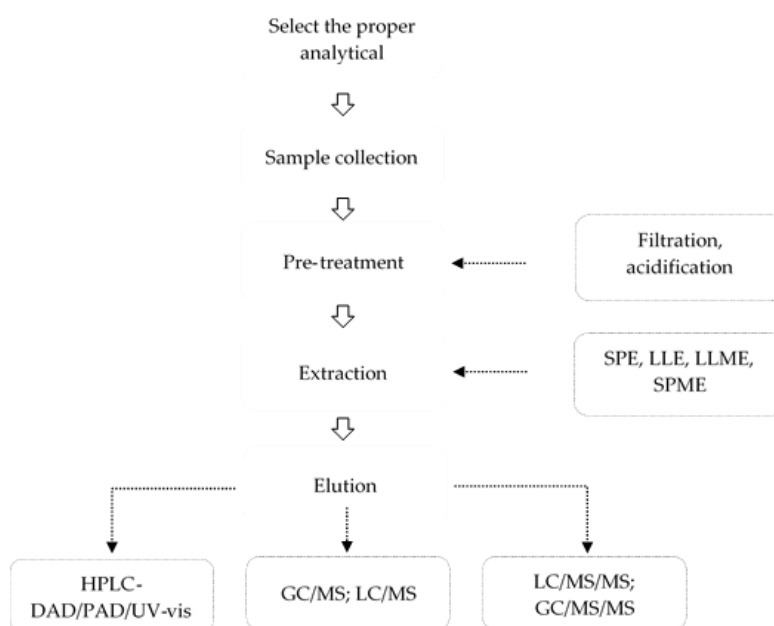 Select the proper
analytical
Sample collection
Pre-treatment
Filtration,
acidification
Extraction
SPE, LLE, LLME,
SPME
Elution
HPLC-
DAD/PAD/UV-vis
GC/MS; LC/MS
LC/MS/MS;
GC/MS/MS